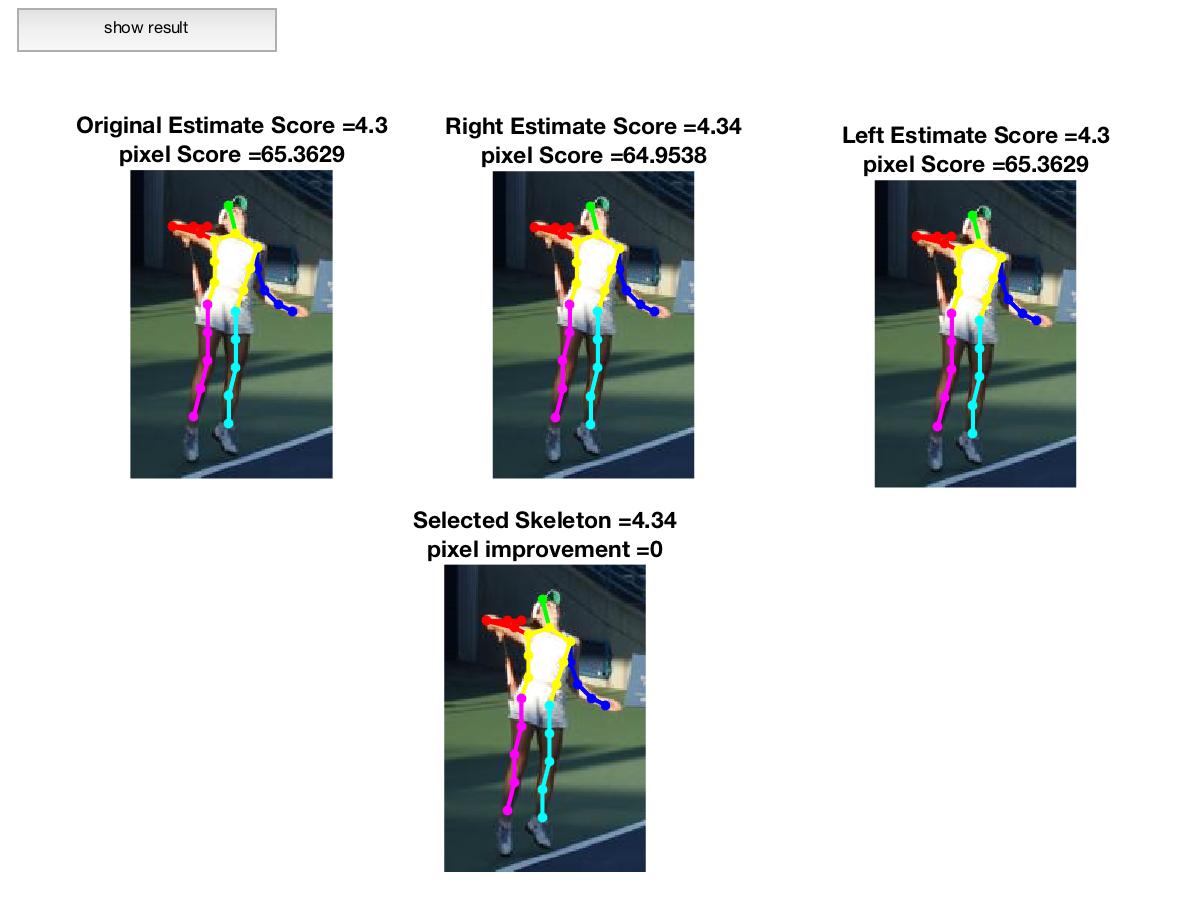 show result
Original Estimate Score =4.3
pixel Score =65.3629
Right Estimate Score =4.34
pixel Score =64.9538
Left Estimate Score =4.3
pixel Score =65.3629
Selected Skeleton =4.34
pixel improvement =0